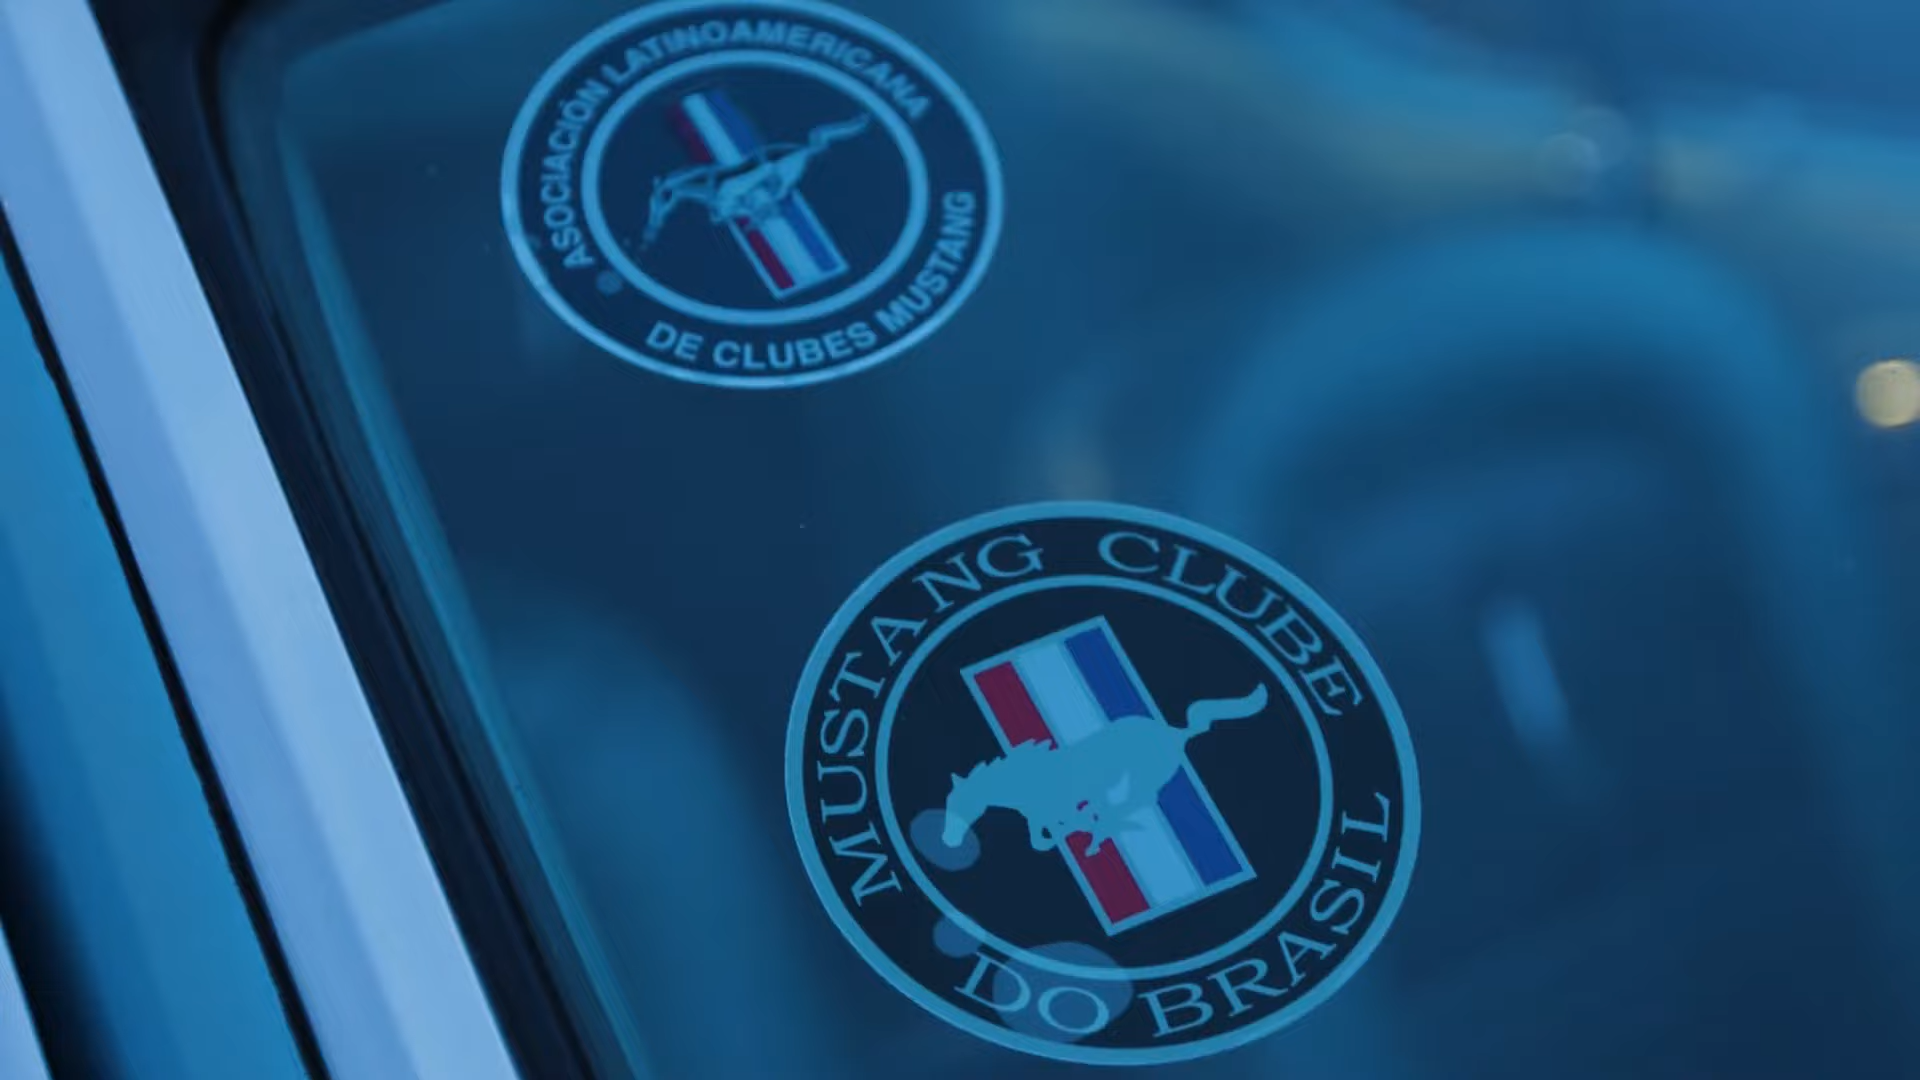 ASOCIACIÓN LATINOAMERICANA
DE CLUBES MUSTANG
MUSTANG CLUBE
DO BRASIL